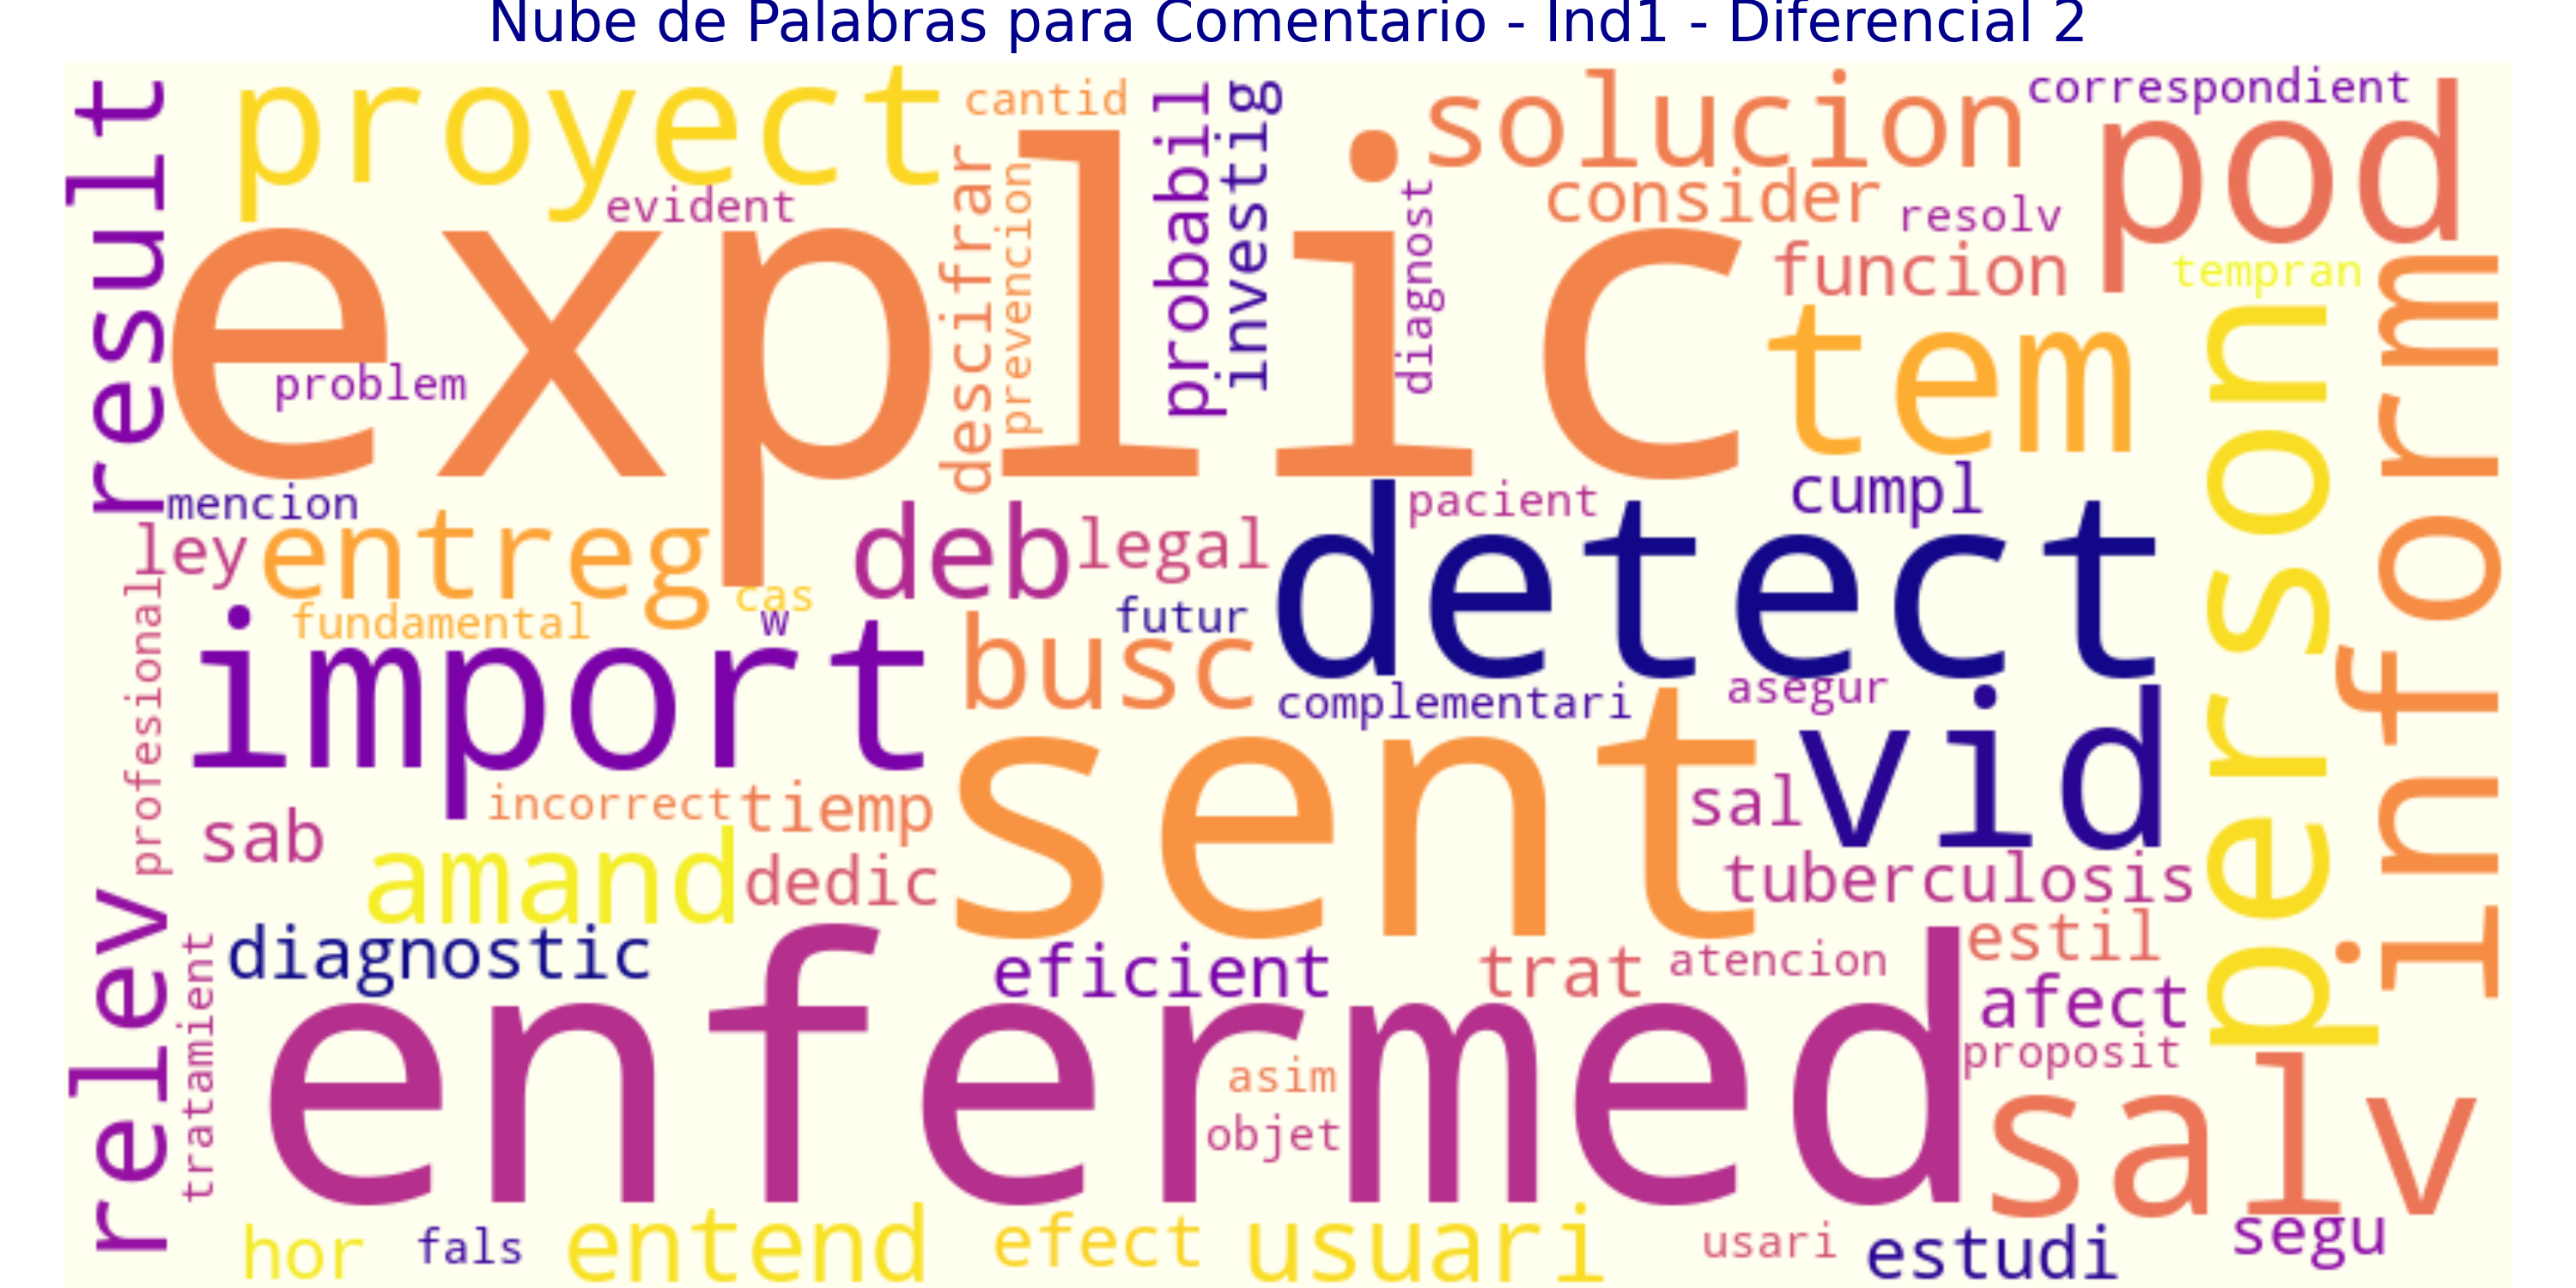 Nube de Palabras para Comentario - Ind1 - Diferencial 2
result
proyect
cantid
probabil
investig
solucion
correspondient
pod
evident
explic
descifrar
prevencion
diagnost
consider
resolv
funcion
tempran
problem
tem
person
inform
mencion
ley
entreg
deb
legal
detect
pacient
cumpl
cas
w
fundamental
import
busc
futur
complementari
asegur
profesional
sent
vid
sal
incorrect
tiemp
sab
amand
dedic
tuberculosis
relev
tratamient
diagnostic
eficient
trat
atencion
estil
afect
enfermed
proposit
asim
objet
salv
hor
fals
entend
efect
usuari
usari
estudi
segu